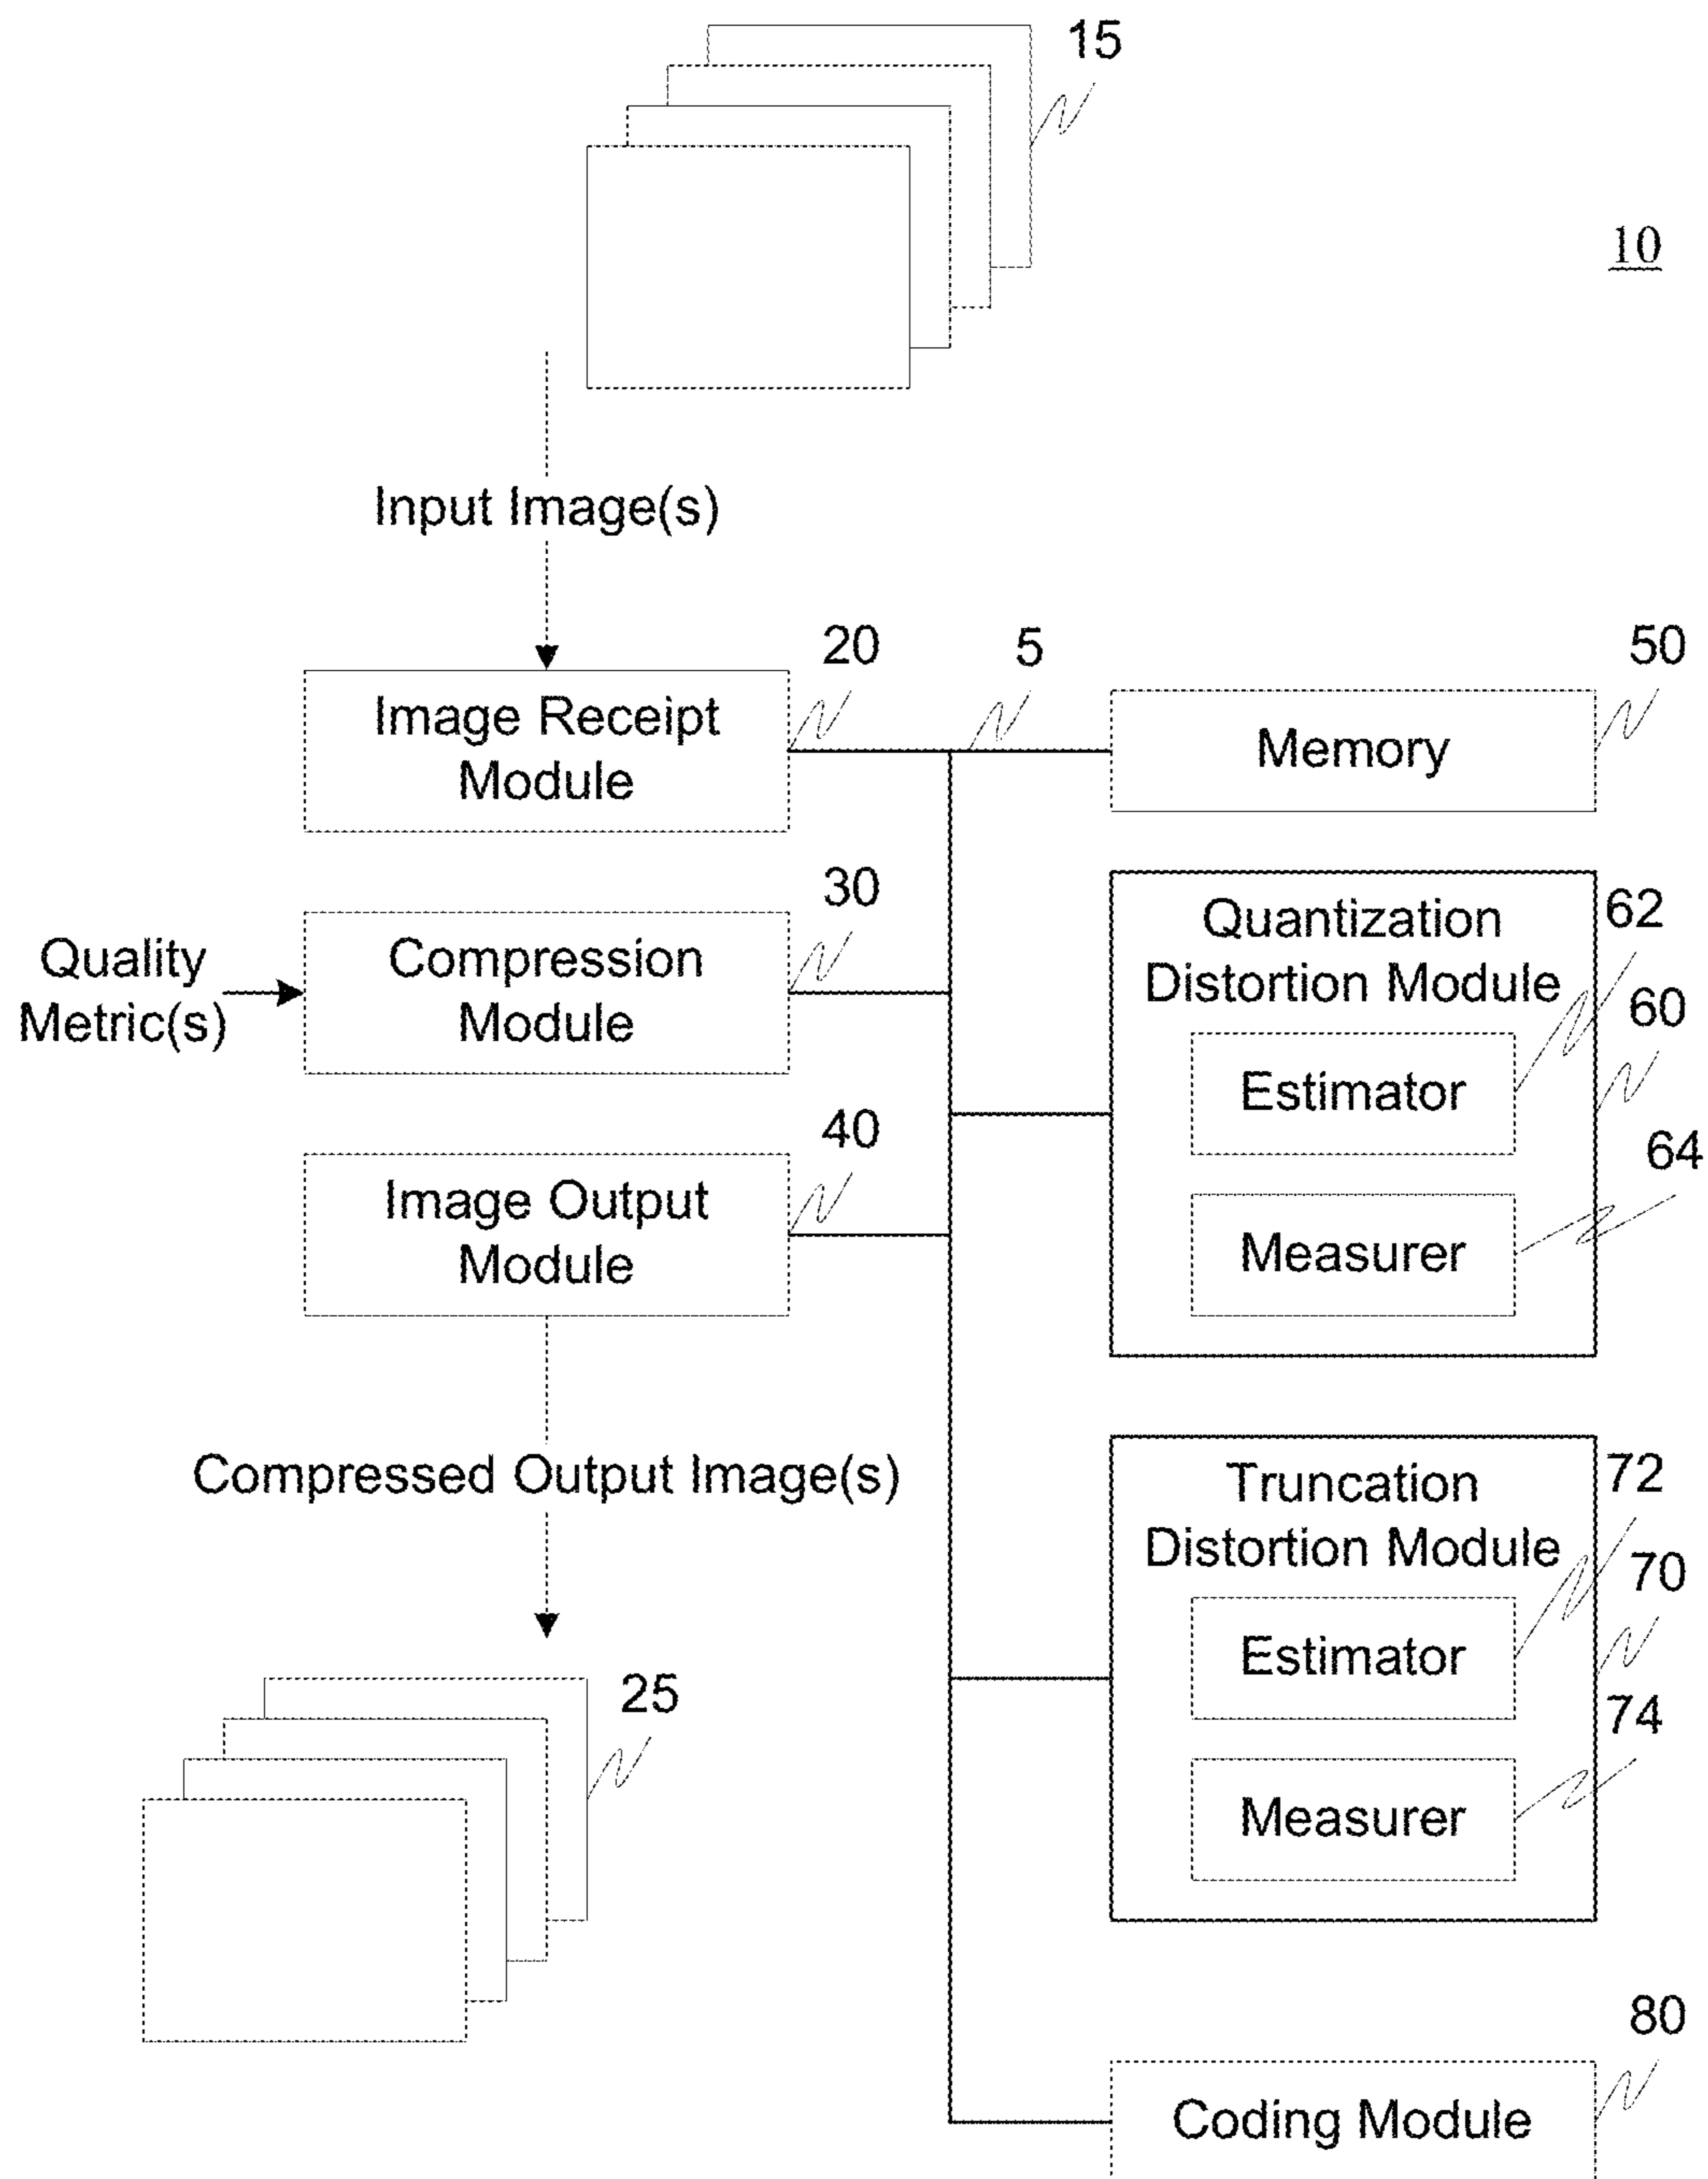 15
10
Input Image(s)
20
5
50
Image Receipt
Module
Memory
30
Quality
Metric(s)
Compression
Module
Quantization
Distortion Module
62
60
Estimator
64
Measurer
40
Image Output
Module
Compressed Output Image(s)
Truncation
Distortion Module
72
70
Estimator
74
Measurer
25
80
Coding Module